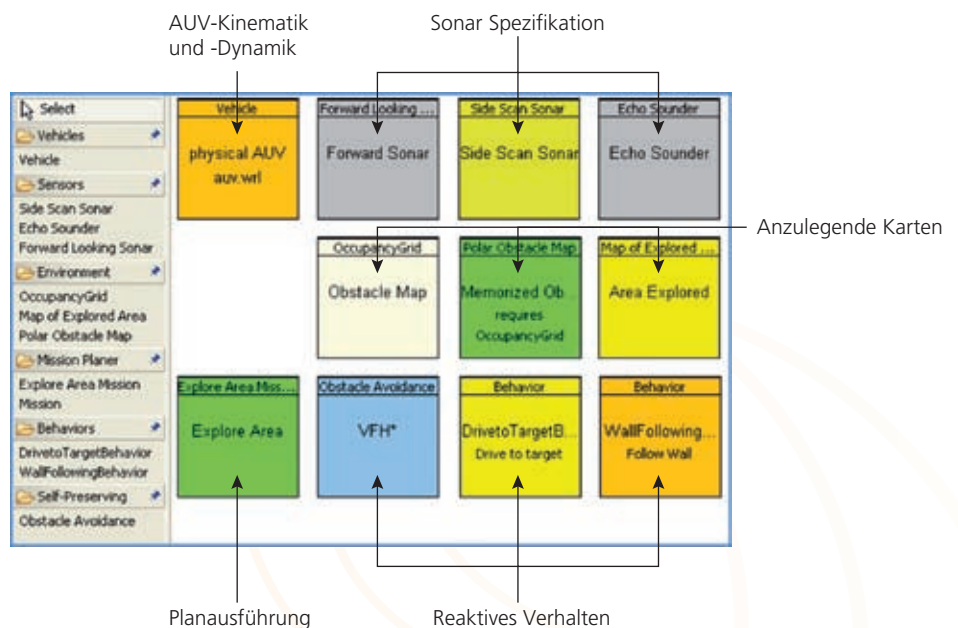 AUV-Kinematik
und -Dynamik
Sonar Spezifikation
Select
Vehicles
Vehicle
Sensors
Side Scan Sonar
Echo Sounder
Forward Looking Sonar
Environment
OccupancyGrid
Map of Explored Area
Polar Obstacle Map
Mission Planer
Explore Area Mission
Mission
Behaviors
DrivetoTargetBehavior
WallFollowingBehavior
Self-Preserving
Obstacle Avoidance
Vehicle
physical AUV
auv.wrl
Forward Looking ...
Forward Sonar
Side Scan Sonar
Side Scan Sonar
Echo Sounder
Echo Sounder
Anzulegende Karten
OccupancyGrid
Obstacle Map
Polar Obstacle Map
Memorized Ob...
requires
OccupancyGrid
Map of Explored ...
Area Explored
Explore Area Miss...
Explore Area
Obstacle Avoidance
VFH*
Behavior
DrivetoTargetB...
Drive to target
Behavior
WallFollowing...
Follow Wall
Planausführung
Reaktives Verhalten